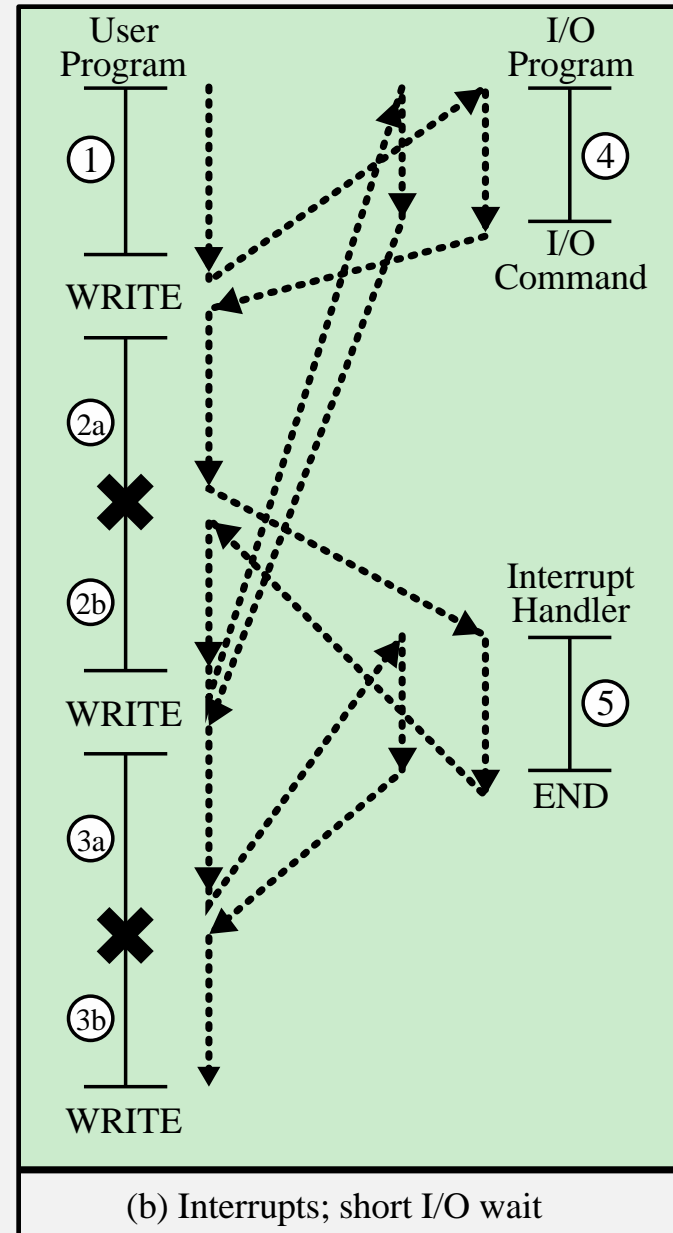 User
Program
I/O
Program
1
4
I/O
Command
WRITE
2a
2b
Interrupt
Handler
WRITE
5
END
3a
3b
WRITE
(b) Interrupts; short I/O wait